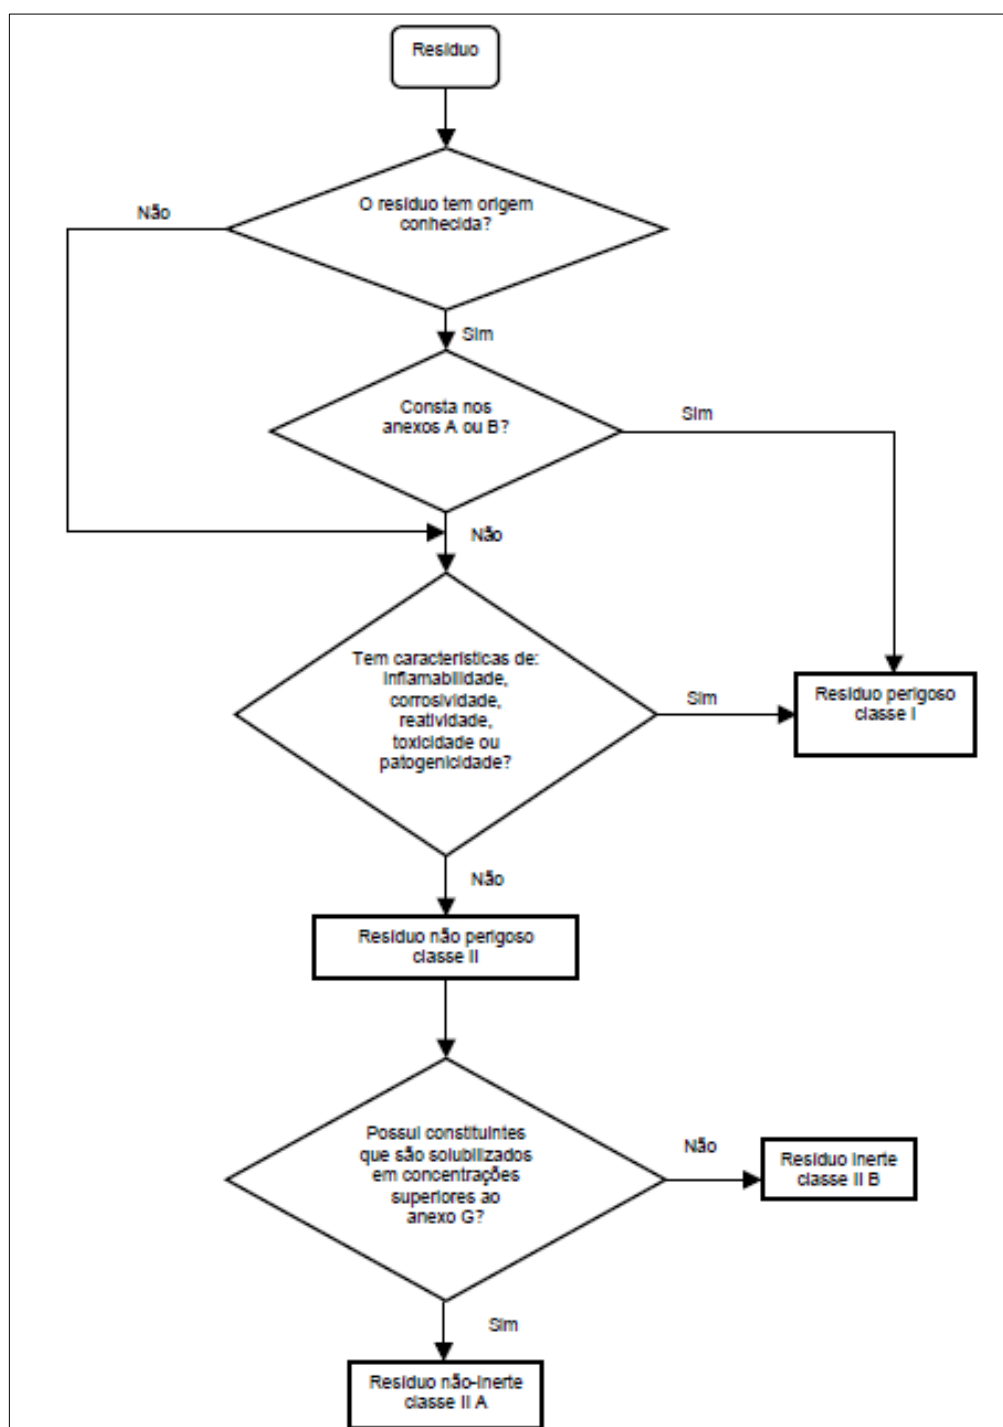 Resíduo
O resíduo tem origem
conhecida?
Não
Sim
Consta nos
anexos A ou B?
Sim
Não
Tem características de:
inflamabilidade,
corrosividade,
reatividade,
toxicidade ou
patogenicidade?
Sim
Resíduo perigoso
classe I
Não
Resíduo não perigoso
classe II
Possui constituintes
que são solubilizados
em concentrações
superiores ao
anexo G?
Não
Resíduo inerte
classe II B
Sim
Resíduo não-inerte
classe II A